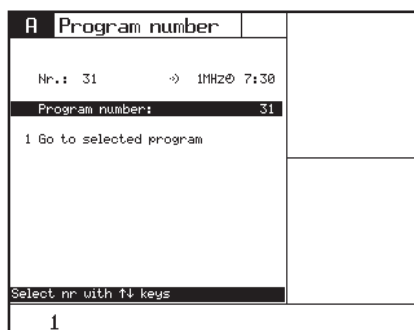 A Program number
Nr.: 31 1MHz 7:30
Program number: 31
1 Go to selected program
Select nr with ↑↓ keys
1